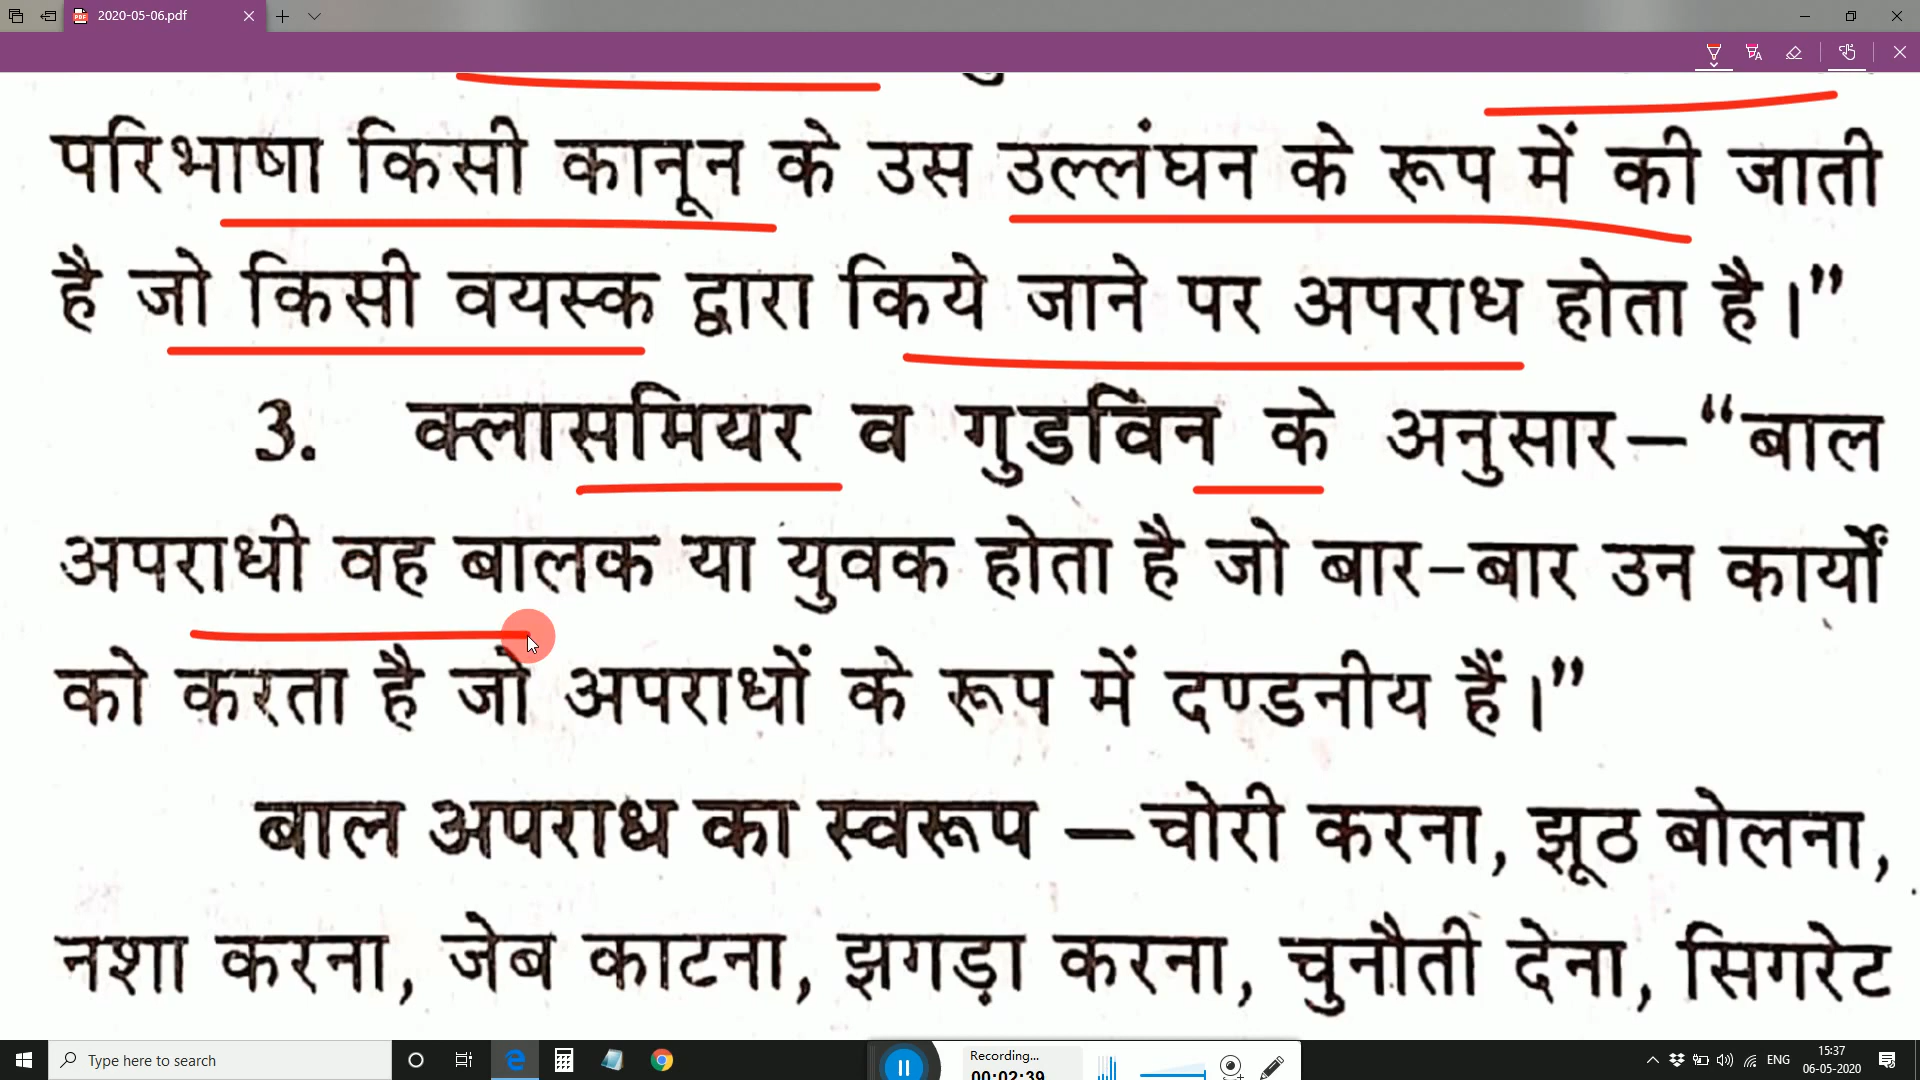 2020-05-06.pdf
परिभाषा किसी कानून के उस उल्लंघन के रूप में की जाती
है जो किसी वयस्क द्वारा किये जाने पर अपराध होता है।”
3. क्लासमियर व गुडविन के अनुसार–“बाल
अपराधी वह बालक या युवक होता है जो बार-बार उन कार्यों
को करता है जो अपराधों के रूप में दण्डनीय हैं।”
बाल अपराध का स्वरूप –चोरी करना, झूठ बोलना,
नशा करना, जेब काटना, झगड़ा करना, चुनौती देना, सिगरेट
Type here to search
Recording...
00:02:39
ENG
15:37
06-05-2020